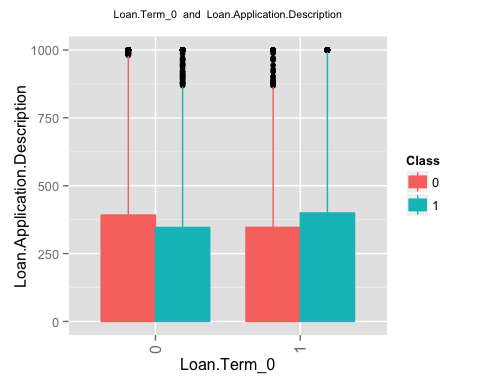 Loan.Term_0 and Loan.Application.Description
1000
750
500
250
0
Loan.Application.Description
0
1
Loan.Term_0
Class
0
1